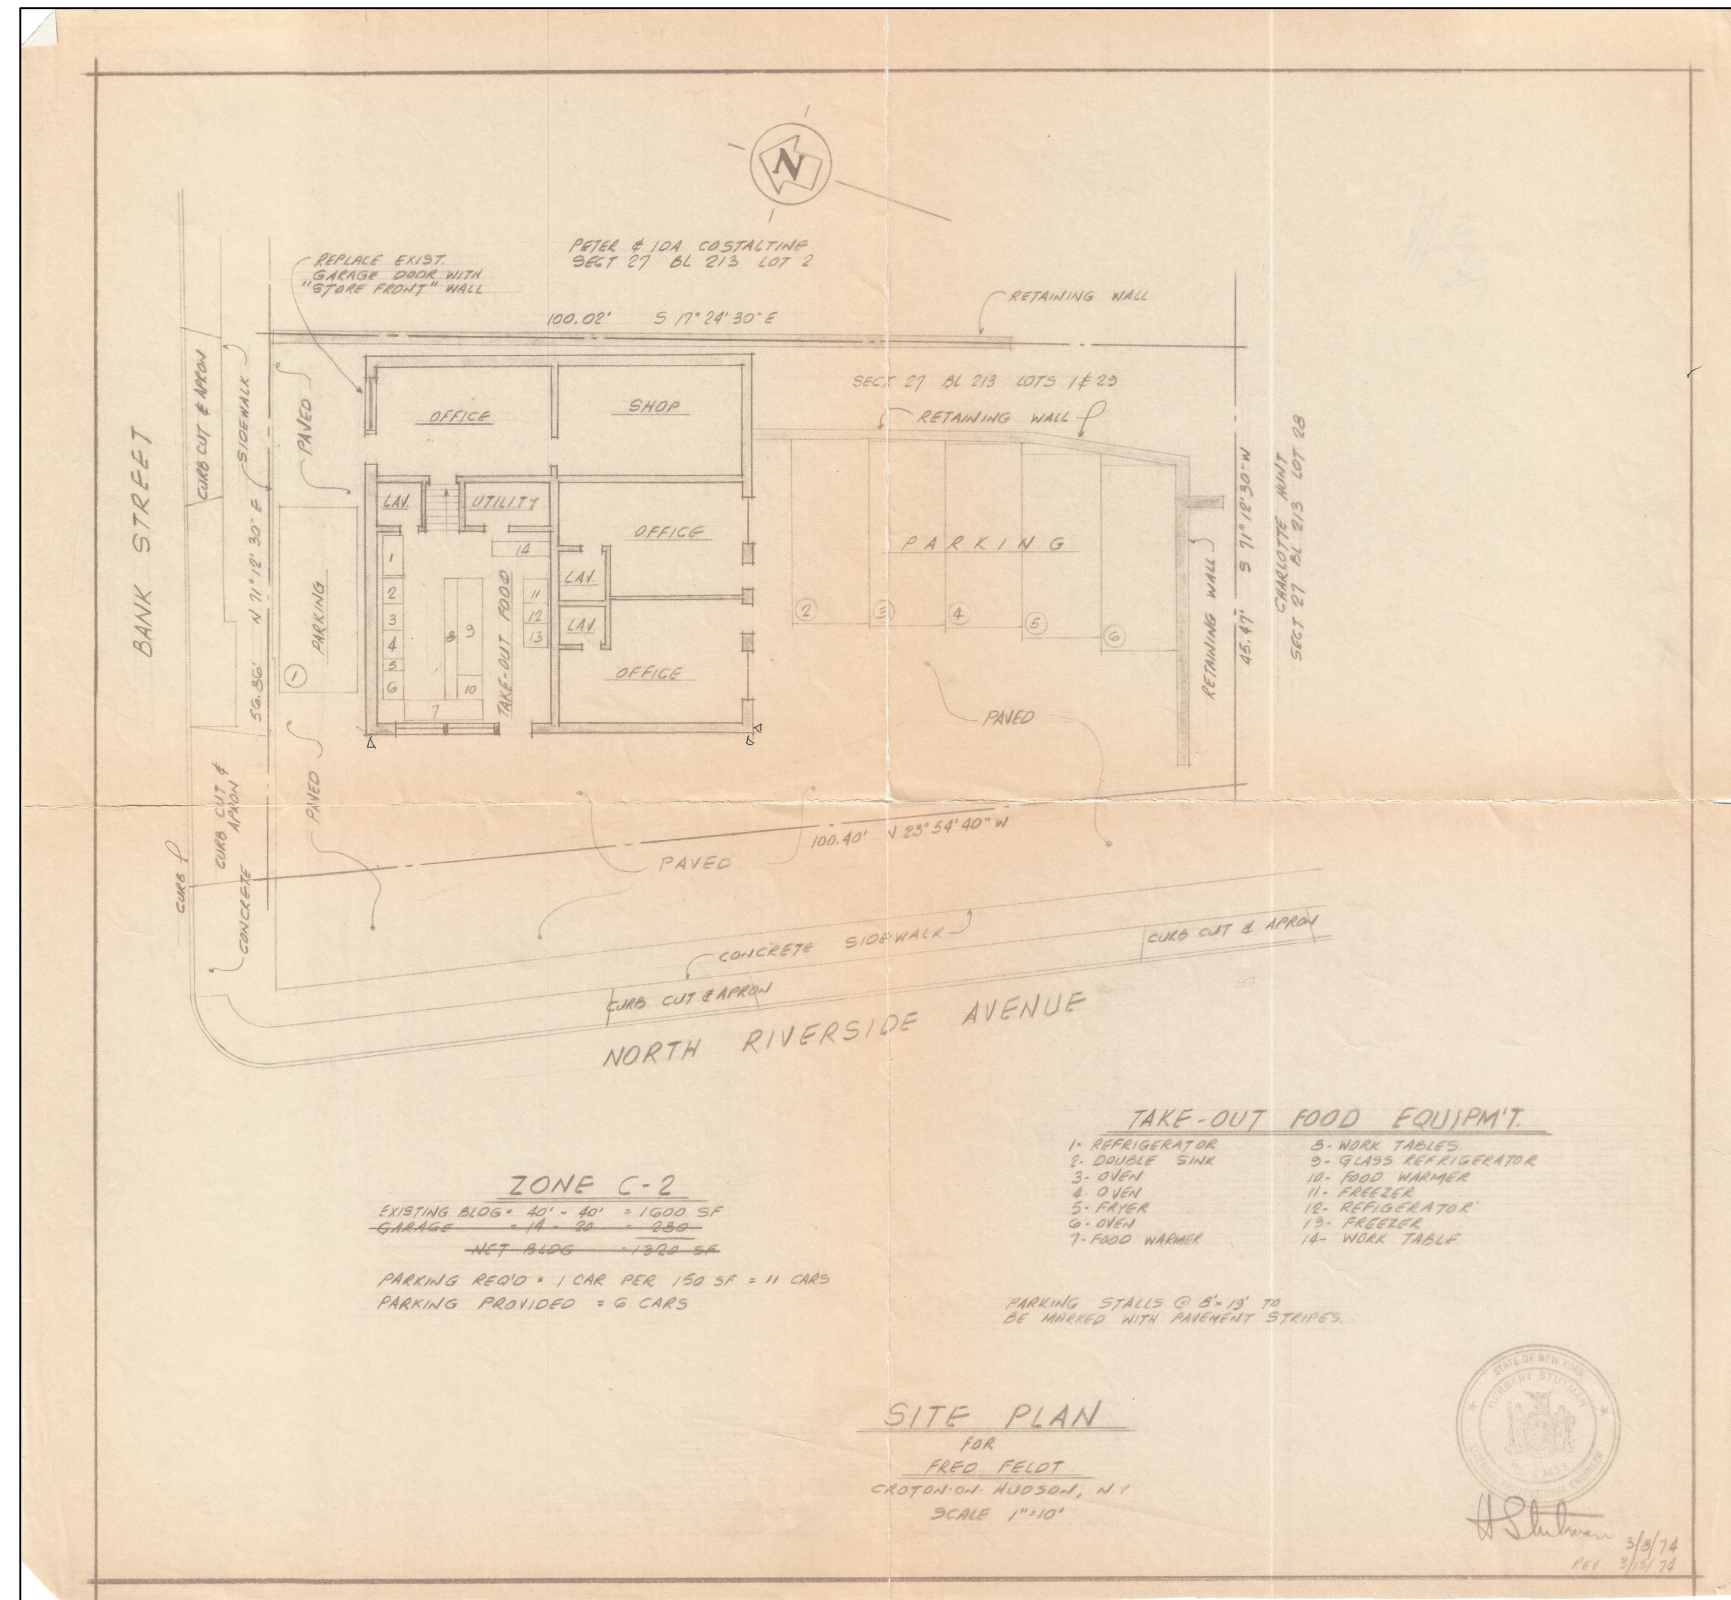 N
PETER & IDA COSTALTINE
SECT 27 BL 213 LOT 2
REPLACE EXIST.
GARAGE DOOR WITH
"STORE FRONT" WALL
RETAINING WALL
100.02' S 17° 24' 30" E
SECT 27 BL 213 LOTS 1 & 29
RETAINING WALL
BANK STREET
CURB CUT & APRON
SIDEWALK
PAVED
56.86' N 71° 12' 30" E
PARKING
1
OFFICE
SHOP
LAV.
UTILITY
OFFICE
14
1
2
3
4
5
6
7
8
9
10
11
12
13
TAKE-OUT FOOD
LAV.
LAV.
OFFICE
PARKING
2
3
4
5
6
RETAINING WALL
45.47' S 71° 12' 30" W
CHARLOTTE HUNT
SECT 27 BL 213 LOT 28
PAVED
PAVED
CURB CUT &
APRON
CURB
CONCRETE
100.40' N 23° 54' 40" W
PAVED
CONCRETE SIDEWALK
CURB CUT & APRON
CURB CUT & APRON
NORTH RIVERSIDE AVENUE
TAKE-OUT FOOD EQUIPM'T.
1- REFRIGERATOR
2- DOUBLE SINK
3- OVEN
4- OVEN
5- FRYER
6- OVEN
7- FOOD WARMER
8- WORK TABLES
9- GLASS REFRIGERATOR
10- FOOD WARMER
11- FREEZER
12- REFIGERATOR
13- FREEZER
14- WORK TABLE
ZONE C-2
EXISTING BLDG = 40' - 40' = 1600 SF
GARAGE = 14 - 20 = 280
NET BLDG = 1320 SF
PARKING REQ'D = 1 CAR PER 150 SF = 11 CARS
PARKING PROVIDED = 6 CARS
PARKING STALLS @ 8'- 19' TO
BE MARKED WITH PAVEMENT STRIPES.
SITE PLAN
FOR
FRED FELDT
CROTON-ON-HUDSON, NY
SCALE 1"=10'
STATE OF NEW YORK
HERBERT STUTMAN
PROFESSIONAL ENGINEER
H Stutman
3/8/74
REV 3/15/74